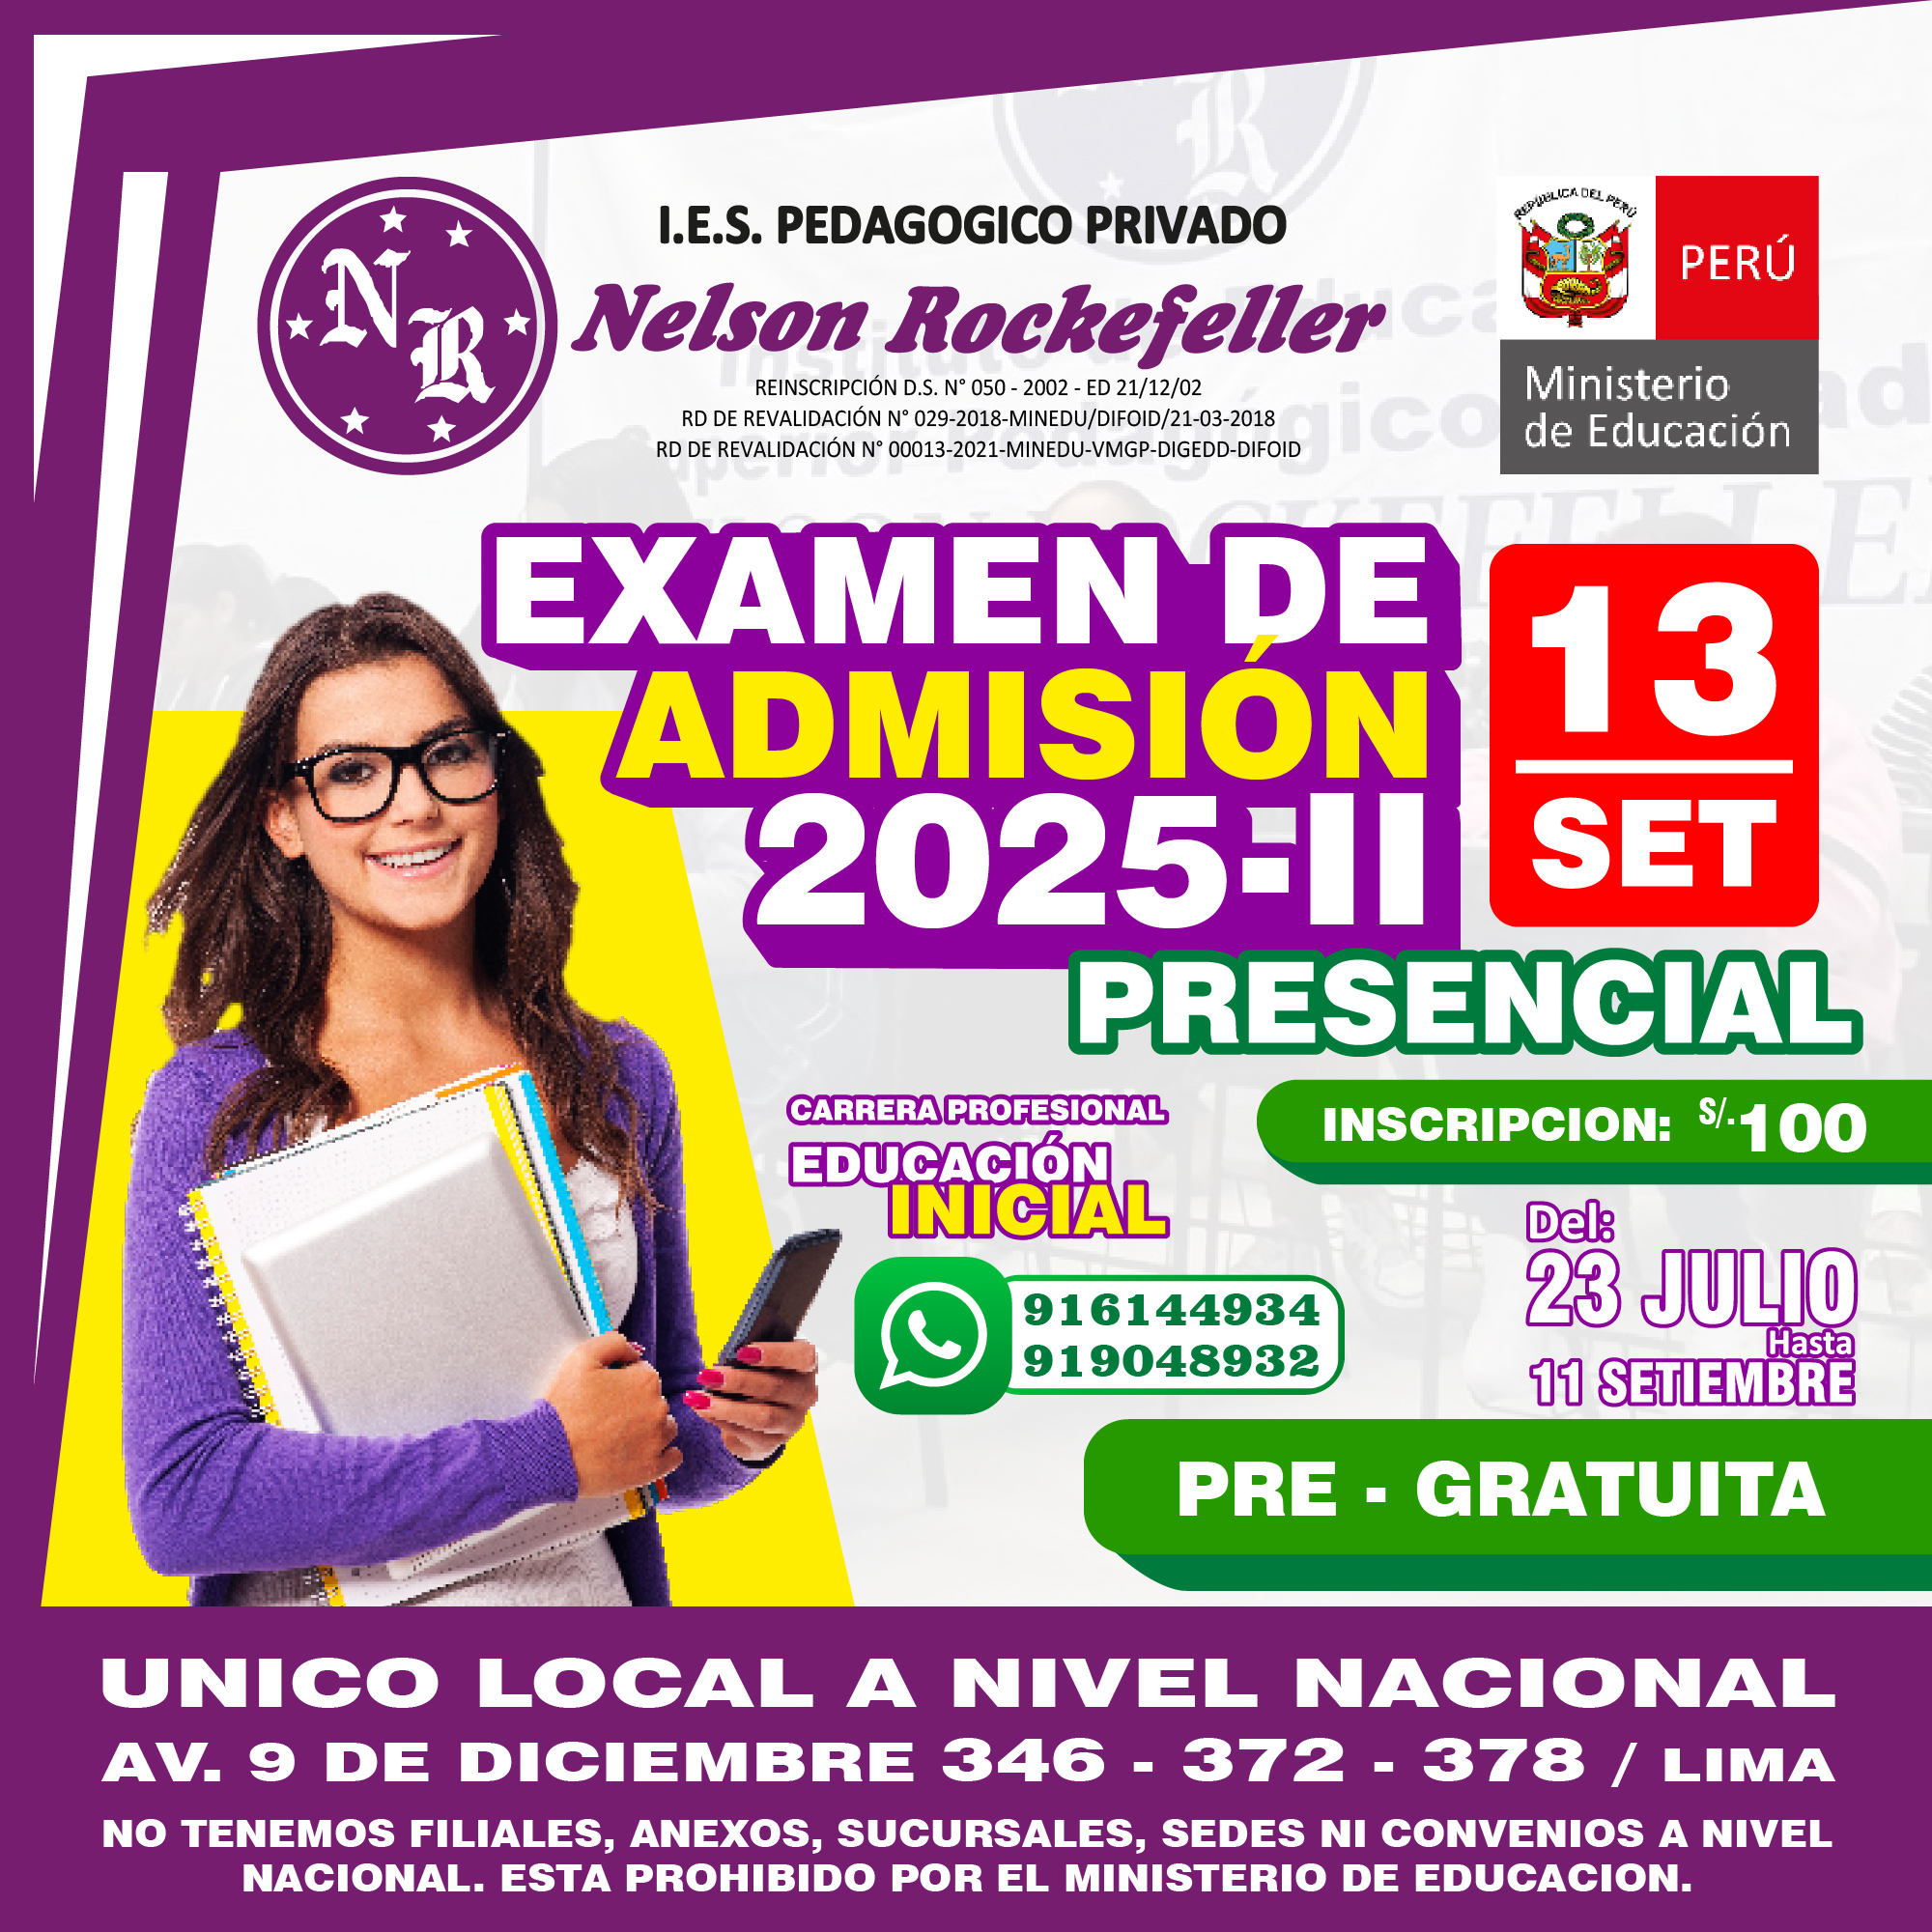 N
R
I.E.S. PEDAGOGICO PRIVADO
Nelson Rockefeller
REINSCRIPCIÓN D.S. N° 050 - 2002 - ED 21/12/02
RD DE REVALIDACIÓN N° 029-2018-MINEDU/DIFOID/21-03-2018
RD DE REVALIDACIÓN N° 00013-2021-MINEDU-VMGP-DIGEDD-DIFOID
REPUBLICA DEL PERÚ
PERÚ
Ministerio
de Educación
EXAMEN DE
ADMISIÓN
2025-II
13
SET
PRESENCIAL
CARRERA PROFESIONAL
EDUCACIÓN
INICIAL
INSCRIPCION: S/.100
916144934
919048932
Del:
23 JULIO
Hasta
11 SETIEMBRE
PRE - GRATUITA
UNICO LOCAL A NIVEL NACIONAL
AV. 9 DE DICIEMBRE 346 - 372 - 378 / LIMA
NO TENEMOS FILIALES, ANEXOS, SUCURSALES, SEDES NI CONVENIOS A NIVEL
NACIONAL. ESTA PROHIBIDO POR EL MINISTERIO DE EDUCACION.